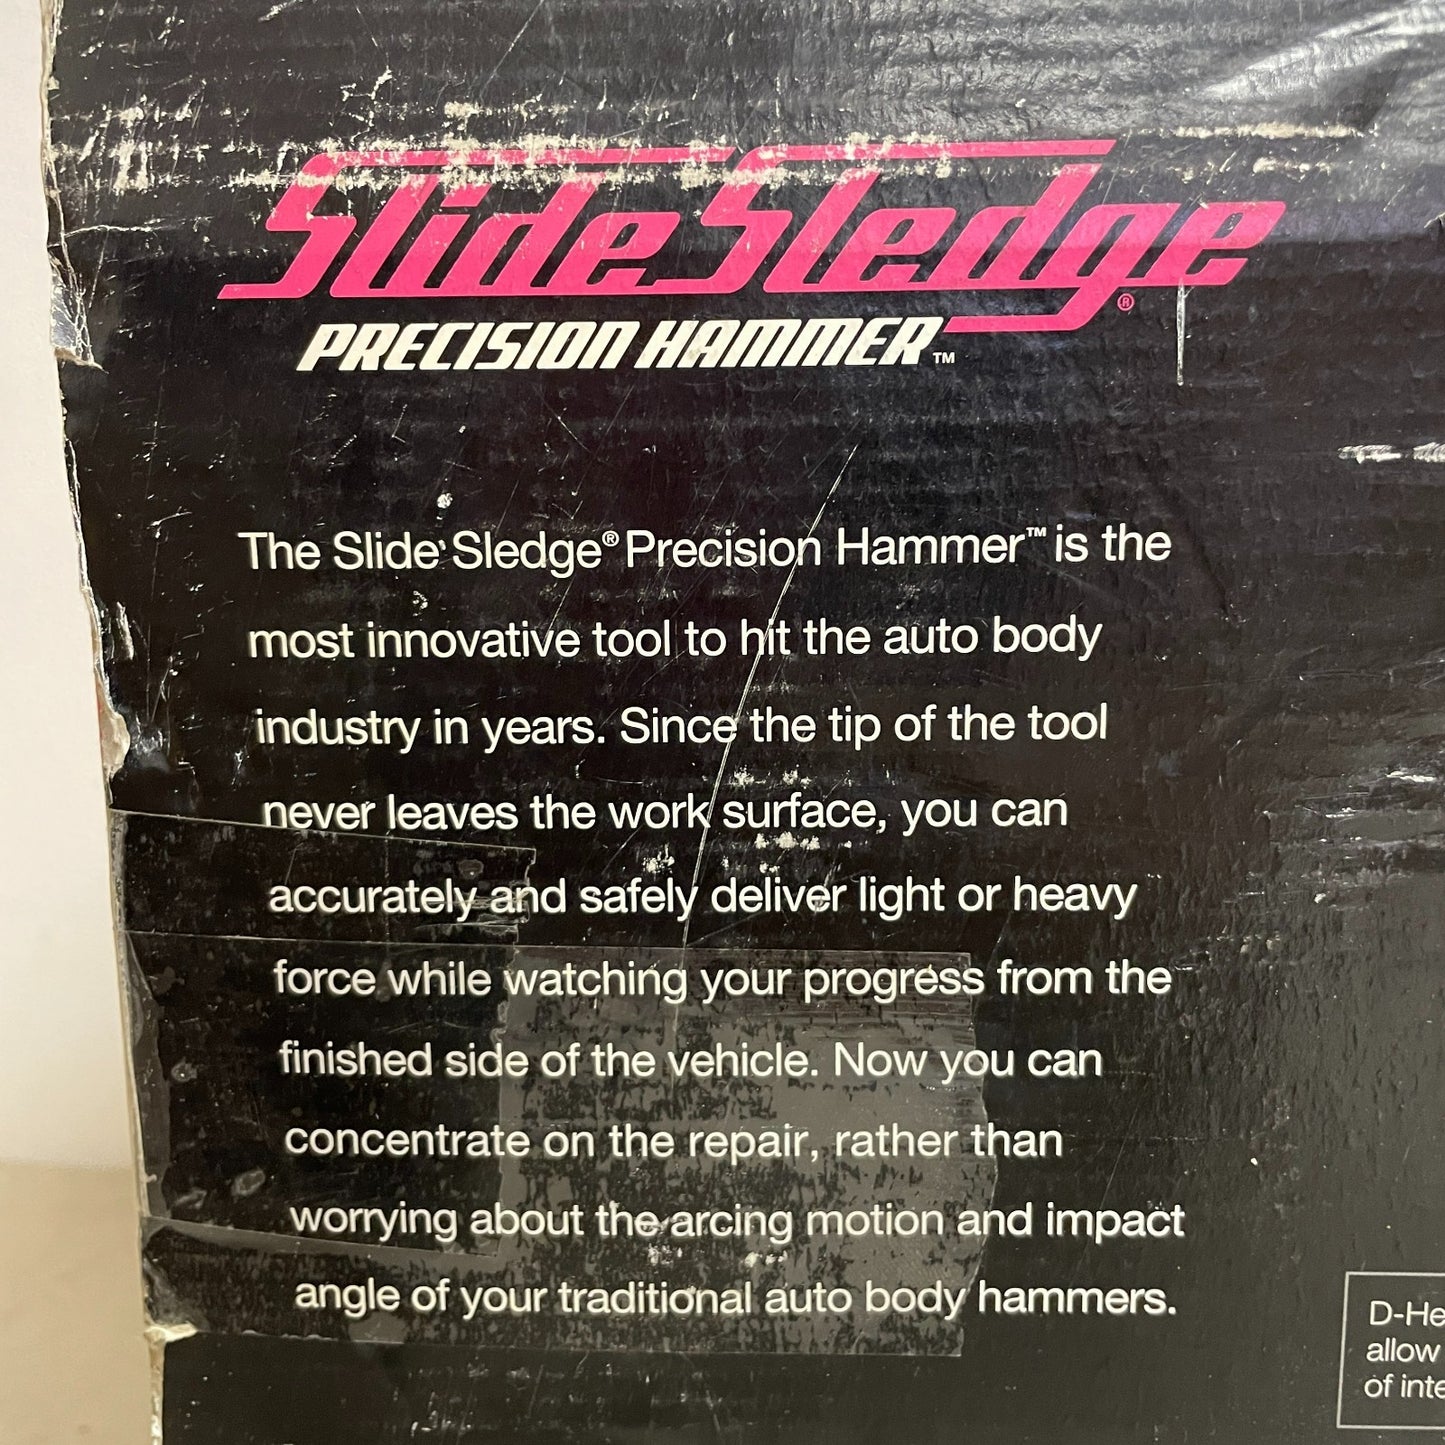 Slide Sledge®
PRECISION HAMMER™
The Slide Sledge® Precision Hammer™ is the
most innovative tool to hit the auto body
industry in years. Since the tip of the tool
never leaves the work surface, you can
accurately and safely deliver light or heavy
force while watching your progress from the
finished side of the vehicle. Now you can
concentrate on the repair, rather than
worrying about the arcing motion and impact
angle of your traditional auto body hammers.
D-He
allow
of inte